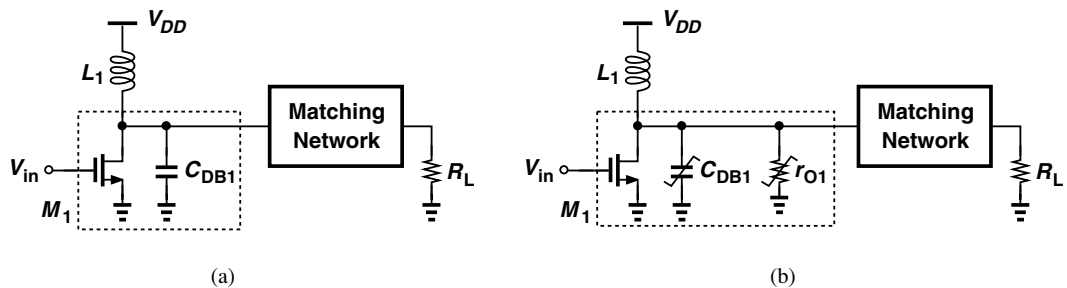 V_DD
L_1
Matching
Network
V_in
M_1
C_DB1
R_L
(a)
V_DD
L_1
Matching
Network
V_in
M_1
C_DB1
r_O1
R_L
(b)